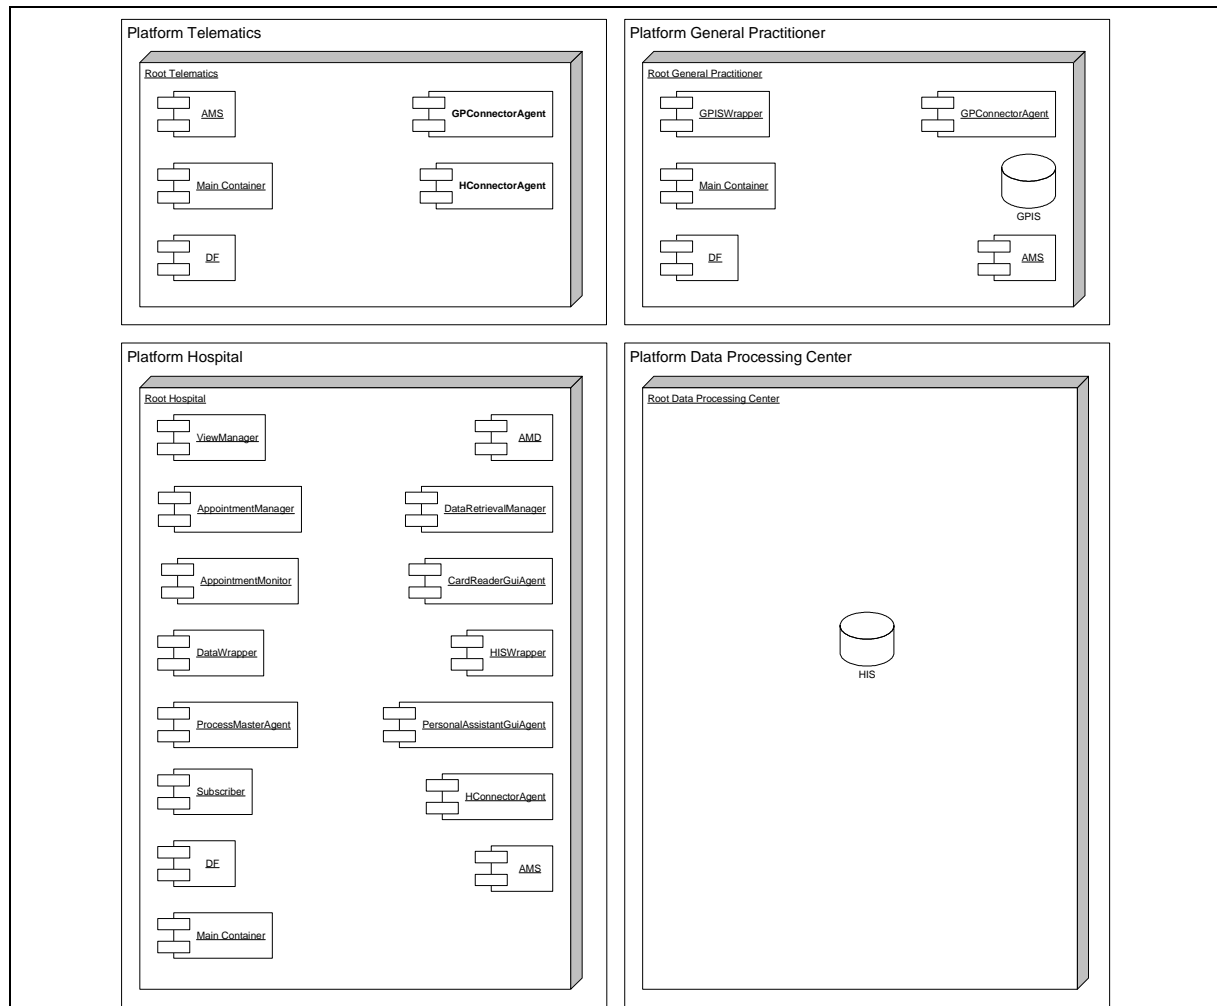 Platform Telematics
Root Telematics
AMS
GPConnectorAgent
Main Container
HConnectorAgent
DF
Platform General Practitioner
Root General Practitioner
GPISWrapper
GPConnectorAgent
Main Container
GPIS
DF
AMS
Platform Hospital
Root Hospital
ViewManager
AMD
AppointmentManager
DataRetrievalManager
AppointmentMonitor
CardReaderGuiAgent
DataWrapper
HISWrapper
ProcessMasterAgent
PersonalAssistantGuiAgent
Subscriber
HConnectorAgent
DF
AMS
Main Container
Platform Data Processing Center
Root Data Processing Center
HIS